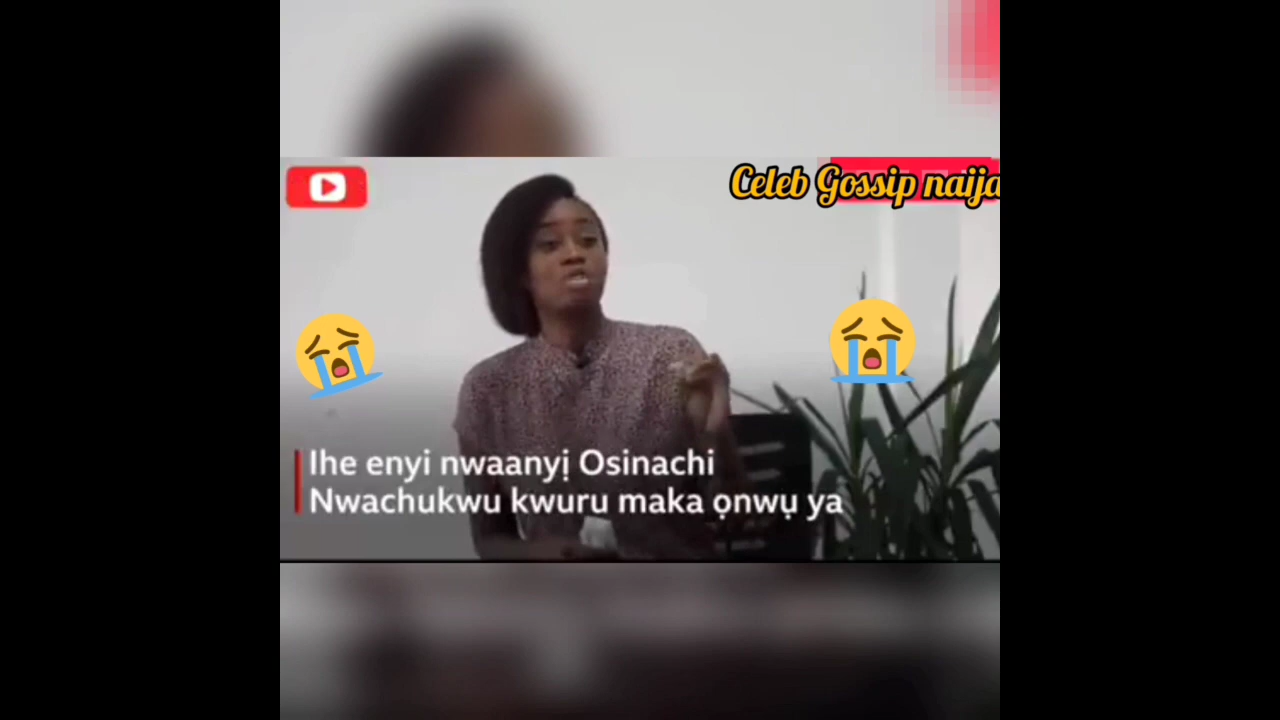 Celeb Gossip naija
Ihe enyi nwaanyị Osinachi
Nwachukwu kwuru maka ọnwụ ya